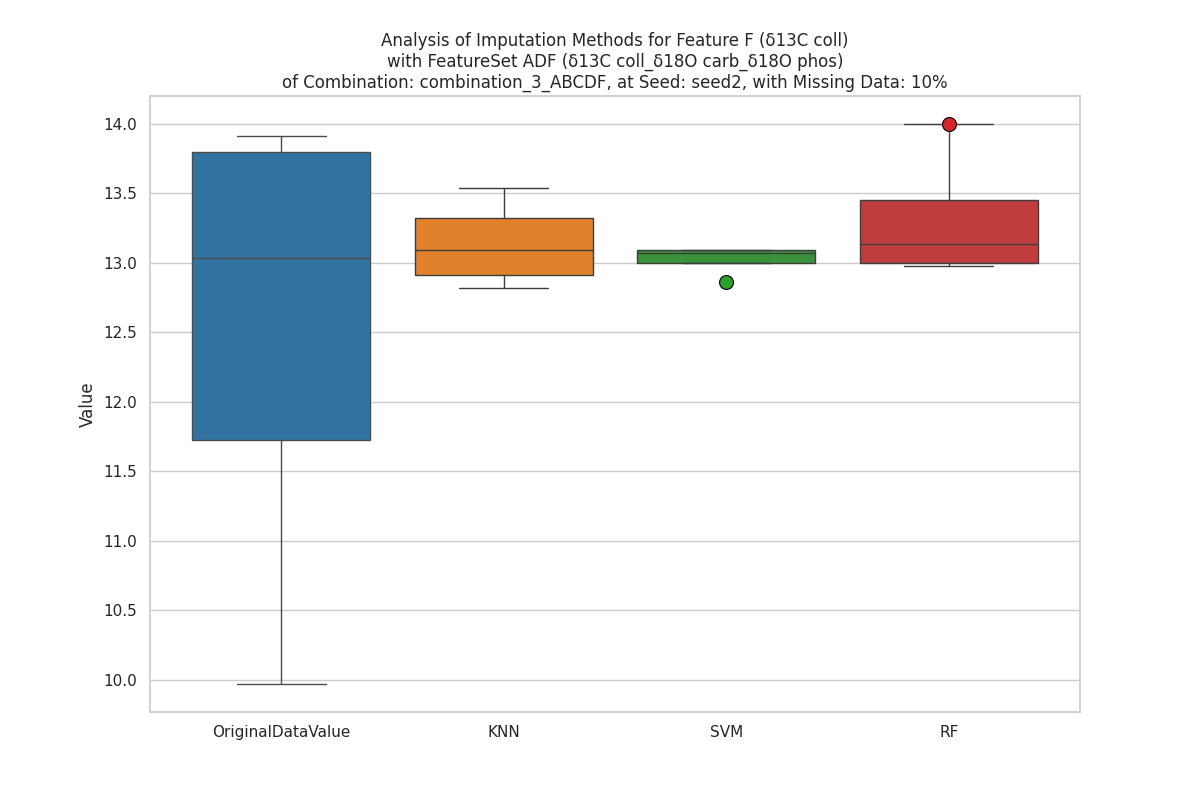 Analysis of Imputation Methods for Feature F (δ13C coll)
with FeatureSet ADF (δ13C coll_δ18O carb_δ18O phos)
of Combination: combination_3_ABCDF, at Seed: seed2, with Missing Data: 10%
14.0
13.5
13.0
12.5
12.0
11.5
11.0
10.5
10.0
Value
OriginalDataValue
KNN
SVM
RF